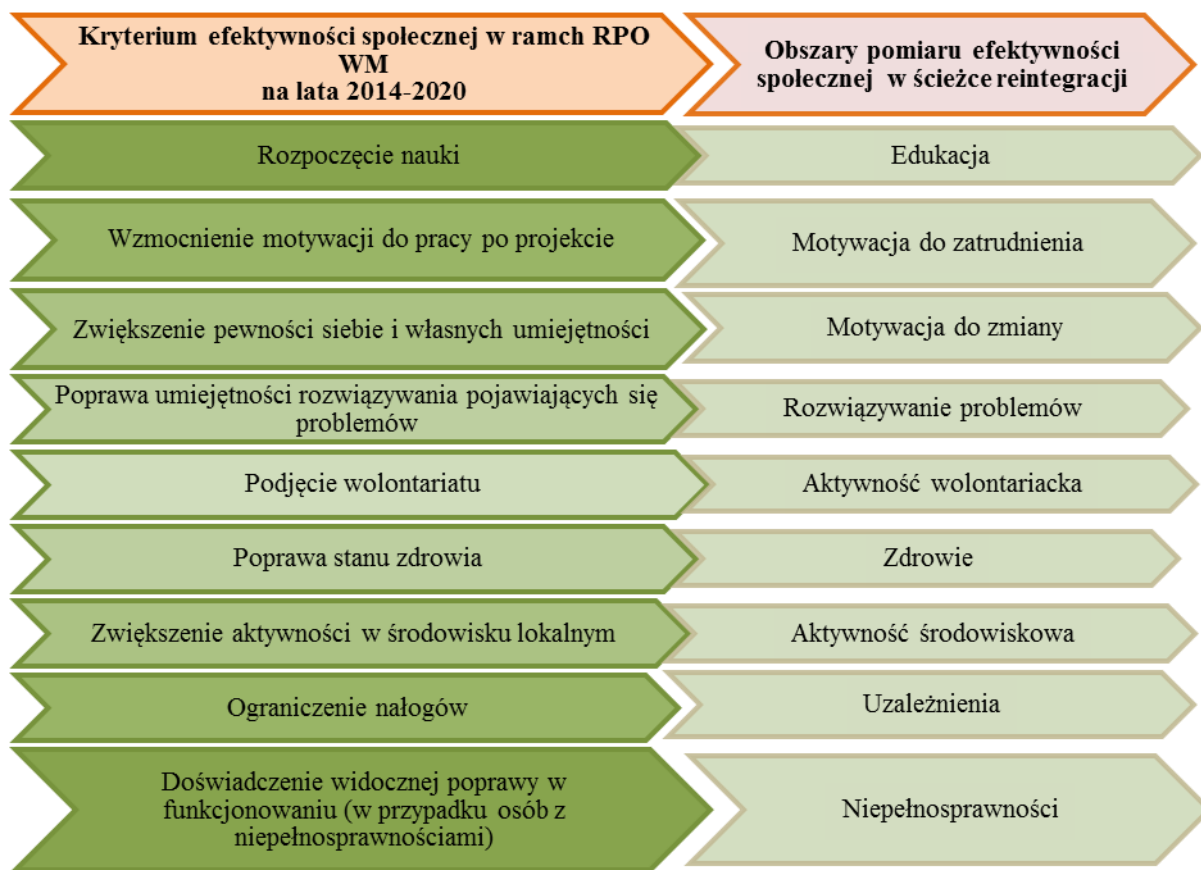 Kryterium efektywności społecznej w ramch RPO
WM
na lata 2014-2020
Obszary pomiaru efektywności
społecznej w ścieżce reintegracji
Rozpoczęcie nauki
Edukacja
Wzmocnienie motywacji do pracy po projekcie
Motywacja do zatrudnienia
Zwiększenie pewności siebie i własnych umiejętności
Motywacja do zmiany
Poprawa umiejętności rozwiązywania pojawiających się
problemów
Rozwiązywanie problemów
Podjęcie wolontariatu
Aktywność wolontariacka
Poprawa stanu zdrowia
Zdrowie
Zwiększenie aktywności w środowisku lokalnym
Aktywność środowiskowa
Ograniczenie nałogów
Uzależnienia
Doświadczenie widocznej poprawy w
funkcjonowaniu (w przypadku osób z
niepełnosprawnościami)
Niepełnosprawności